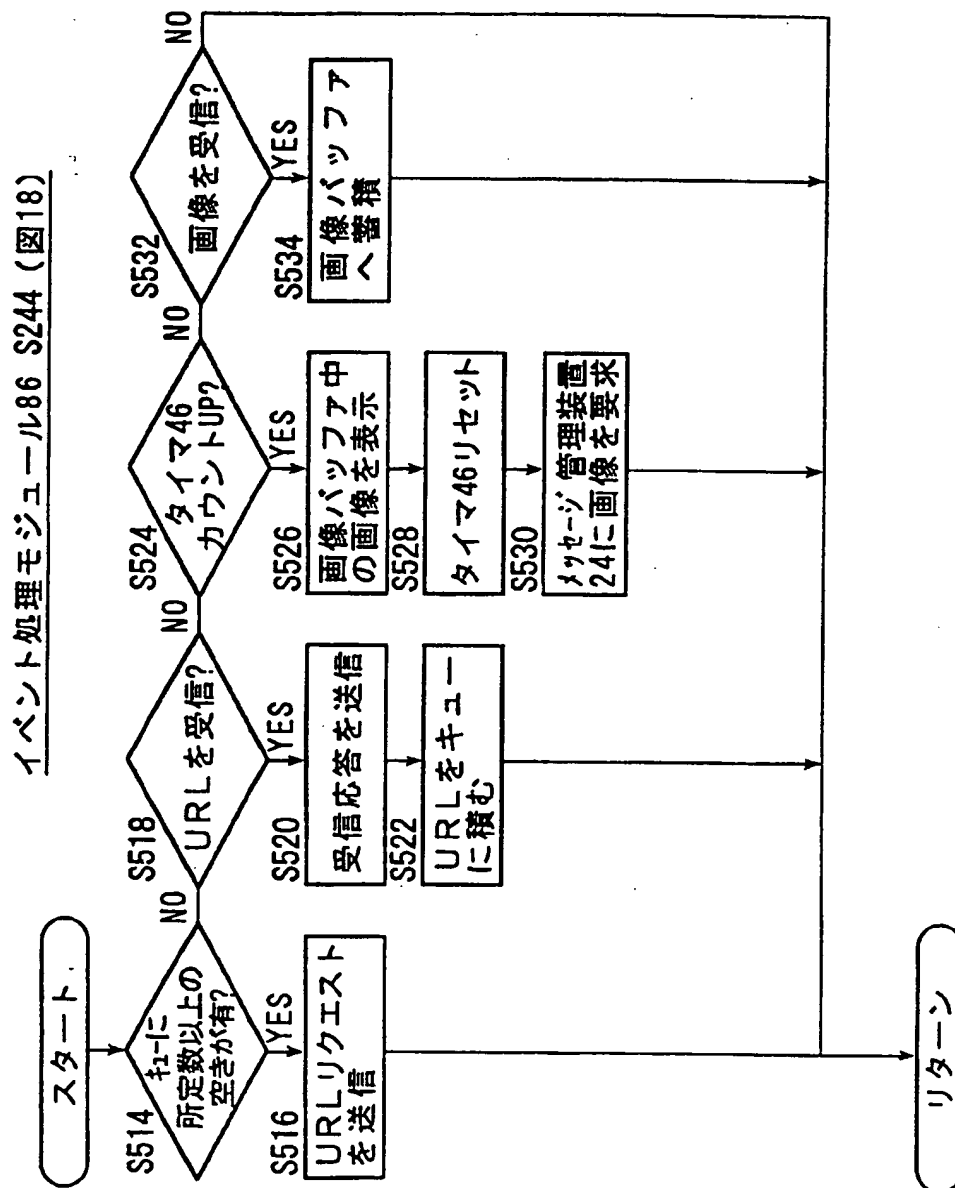 イベント処理モジュール86 S244 (図18)
スタート
S514
キューに
所定数以上の
空きが有?
NO
YES
S516
URLリクエスト
を送信
S518
URLを受信?
NO
YES
S520
受信応答を送信
S522
URLをキュー
に積む
S524
タイマ46
カウントUP?
NO
YES
S526
画像バッファ中
の画像を表示
S528
タイマ46リセット
S530
メッセージ管理装置
24に画像を要求
S532
画像を受信?
NO
YES
S534
画像バッファ
へ蓄積
リターン